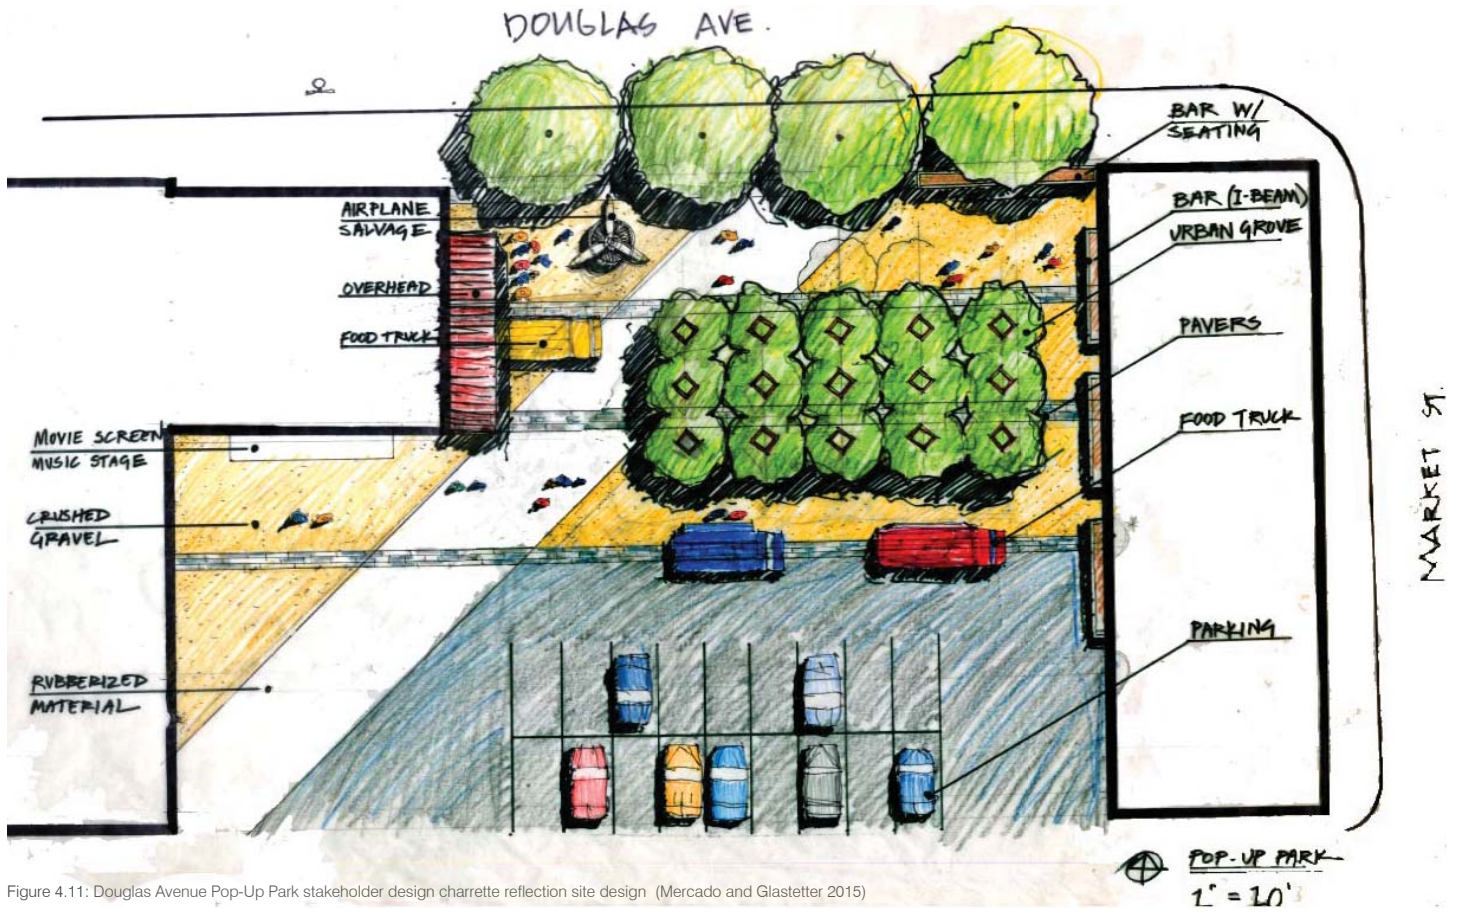 DOUGLAS AVE.
BAR W/
SEATING
AIRPLANE
SALVAGE
BAR (I-BEAM)
URBAN GROVE
OVERHEAD
FOOD TRUCK
PAVERS
FOOD TRUCK
MOVIE SCREEN
MUSIC STAGE
CRUSHED
GRAVEL
MARKET ST.
PARKING
RUBBERIZED
MATERIAL
POP-UP PARK
1" = 10'
Figure 4.11: Douglas Avenue Pop-Up Park stakeholder design charrette reflection site design (Mercado and Glastetter 2015)